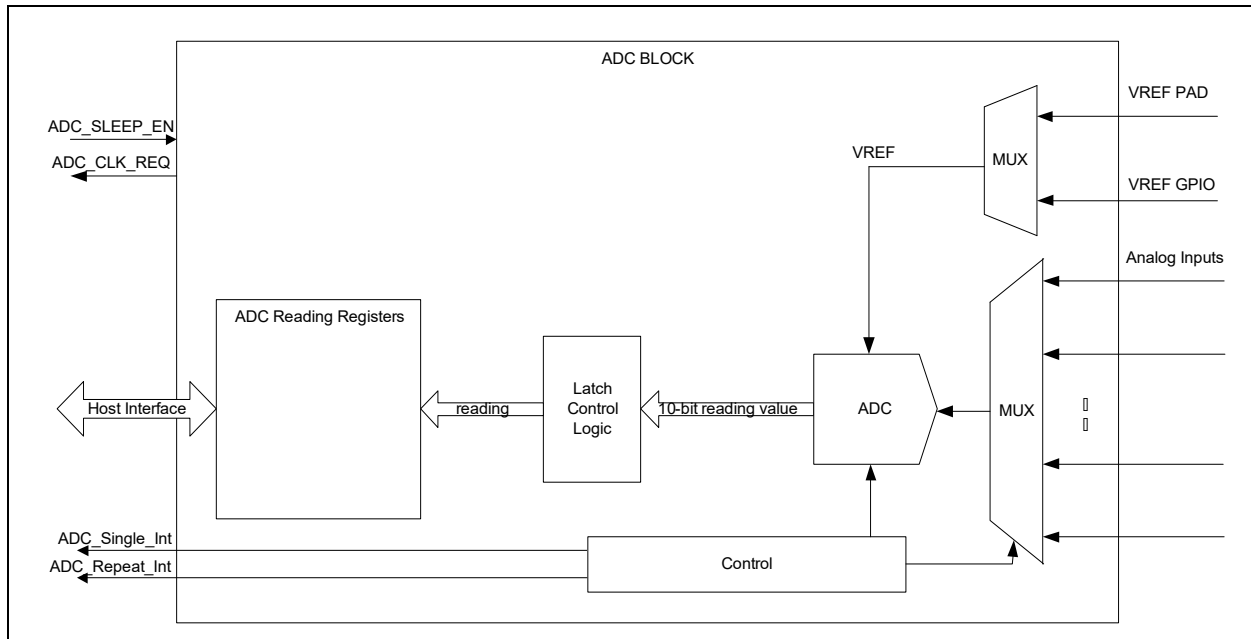 ADC BLOCK
VREF PAD
ADC_SLEEP_EN
ADC_CLK_REQ
VREF
MUX
VREF GPIO
Analog Inputs
ADC Reading Registers
Latch
Control
Logic
Host Interface
reading
10-bit reading value
ADC
MUX
ADC_Single_Int
ADC_Repeat_Int
Control